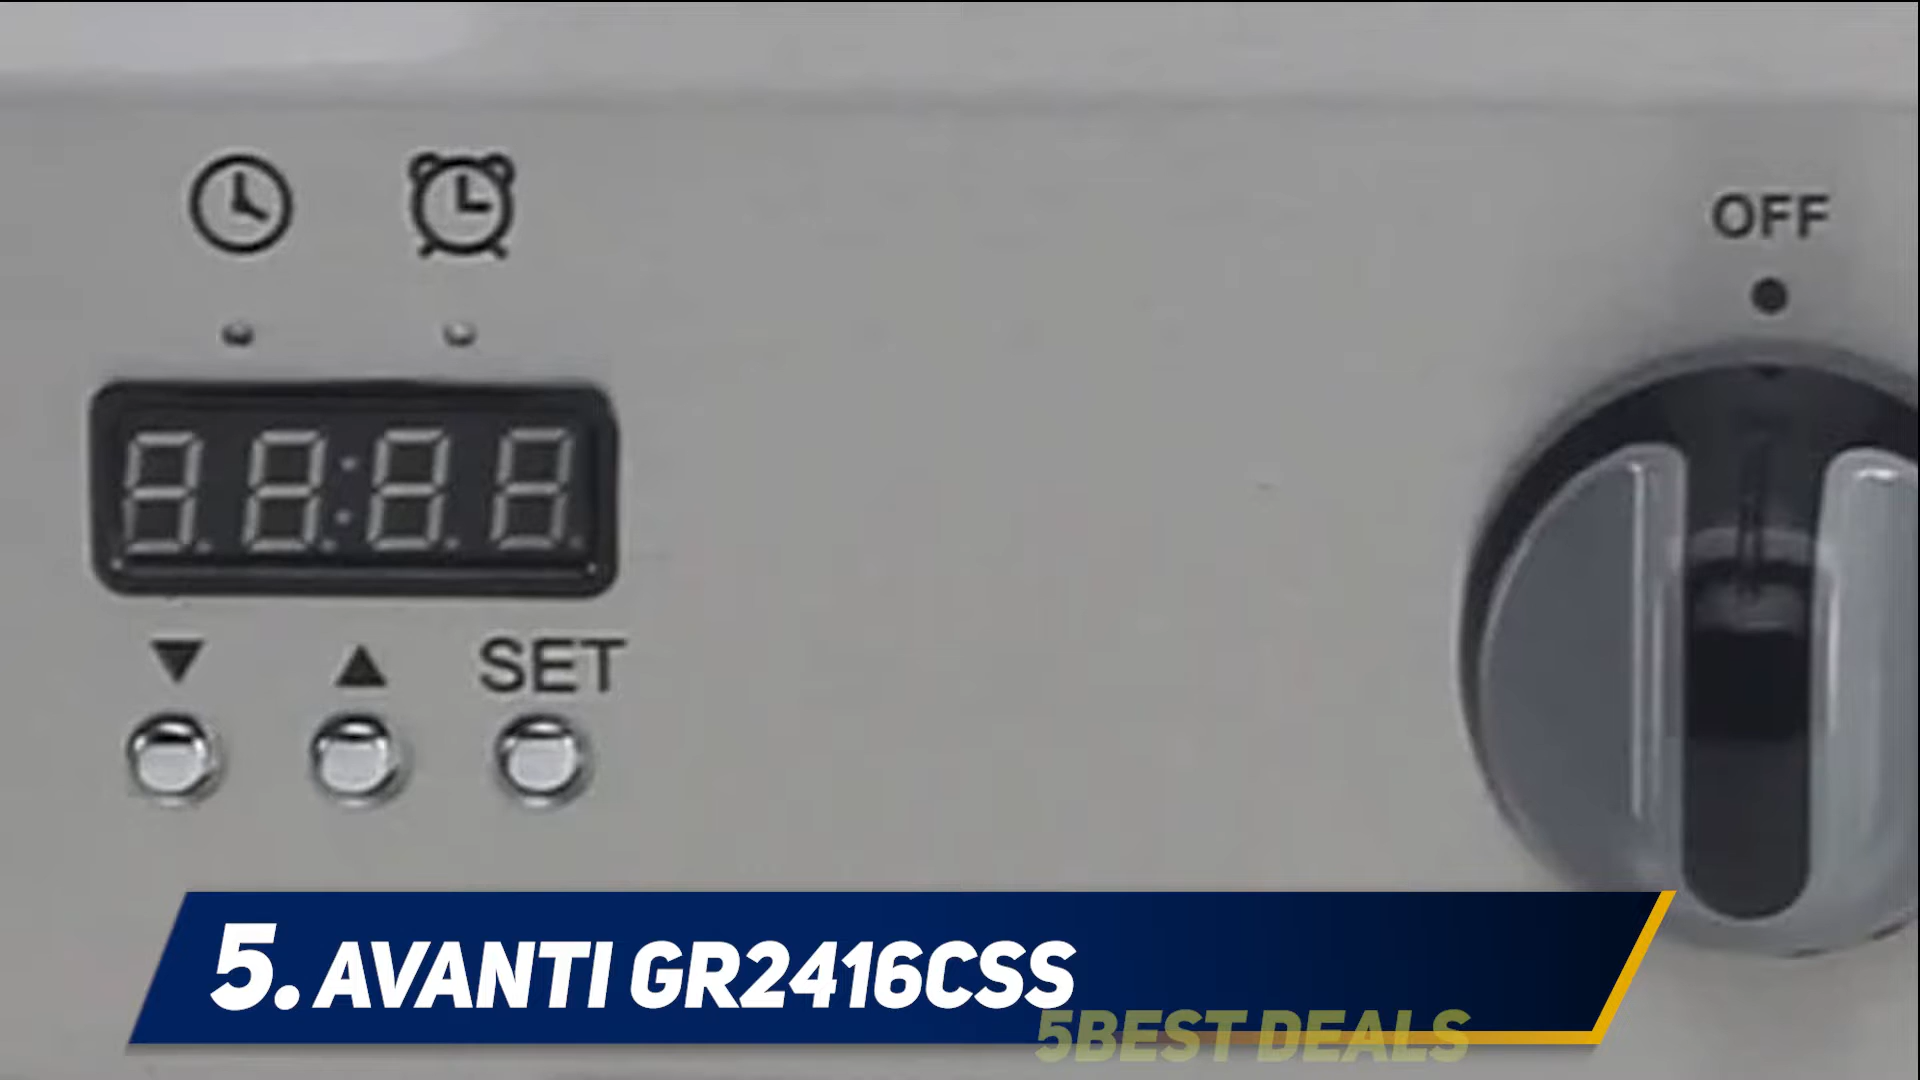 OFF
SET
5. AVANTI GR2416CSS
5BEST DEALS